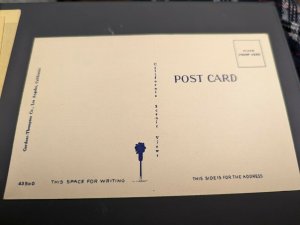 Gardner-Thompson Co., Los Angeles, California
California Scenic Views
PLACE
STAMP HERE
POST CARD
THIS SPACE FOR WRITING
THIS SIDE IS FOR THE ADDRESS